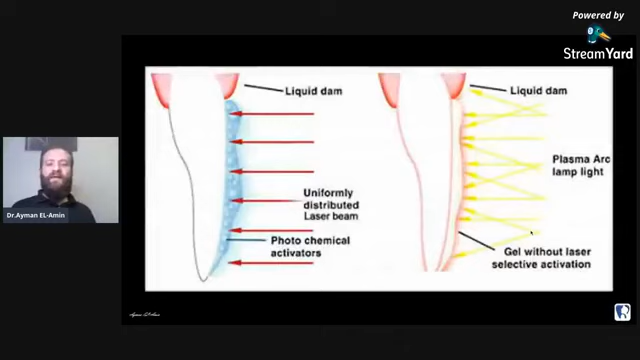 Powered by
StreamYard
Liquid dam
Liquid dam
Plasma Arc
lamp light
Uniformly
distributed
Laser beam
Photo chemical
activators
Gel without laser
selective activation
Dr.Ayman EL-Amin